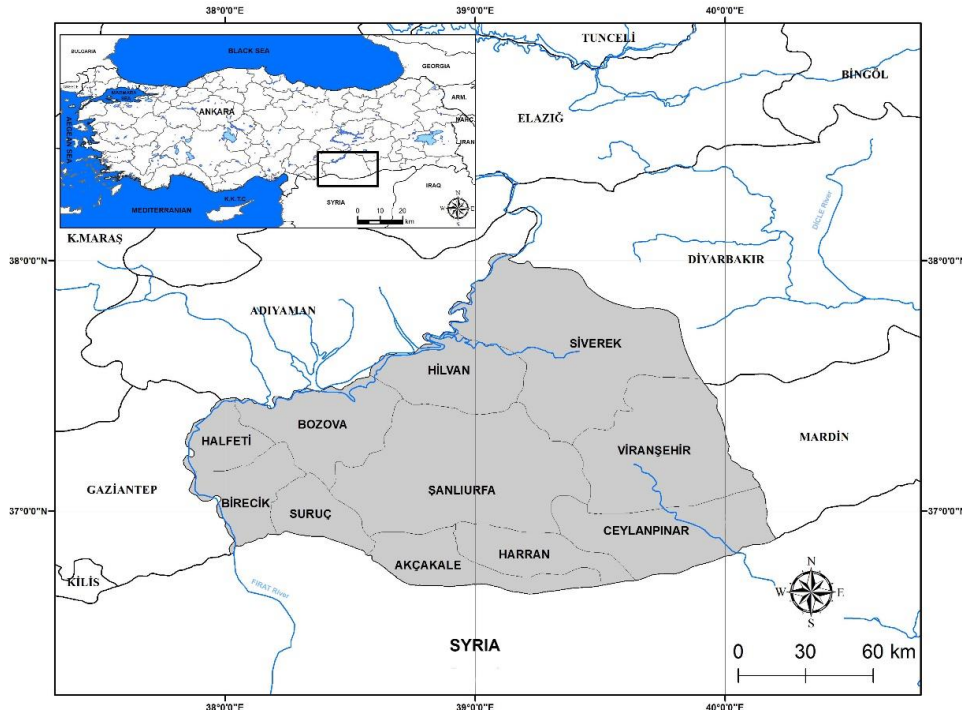 38°0'0"E
39°0'0"E
40°0'0"E
BULGARIA
BLACK SEA
GEORGIA
ANKARA
ARM.
IRAN
AEGEAN SEA
SYRIA
IRAQ
K.K.T.C.
MEDITERRANIAN
N
W
E
S
0
10
20
km
TUNCELİ
BİNGÖL
ELAZIĞ
K.MARAŞ
DİCLE River
38°0'0"N
DİYARBAKIR
38°0'0"N
ADIYAMAN
SİVEREK
HİLVAN
BOZOVA
HALFETİ
VİRANŞEHİR
MARDİN
GAZİANTEP
ŞANLIURFA
BİRECİK
SURUÇ
37°0'0"N
37°0'0"N
CEYLANPINAR
HARRAN
AKÇAKALE
KİLİS
FIRAT River
N
W
E
S
SYRIA
0
30
60 km
38°0'0"E
39°0'0"E
40°0'0"E